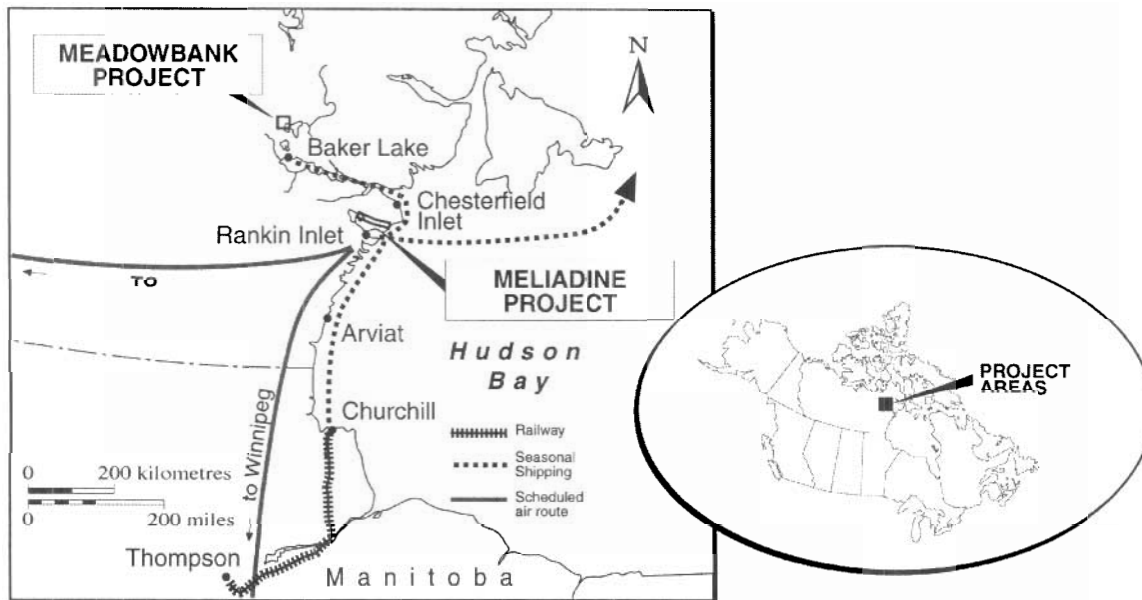 MEADOWBANK
PROJECT
N
Baker Lake
Chesterfield
Inlet
Rankin Inlet
TO
MELIADINE
PROJECT
Arviat
Hudson
Bay
PROJECT
AREAS
Churchill
Railway
Seasonal
Shipping
Scheduled
air route
to Winnipeg
0 200 kilometres
0 200 miles
Thompson
Manitoba